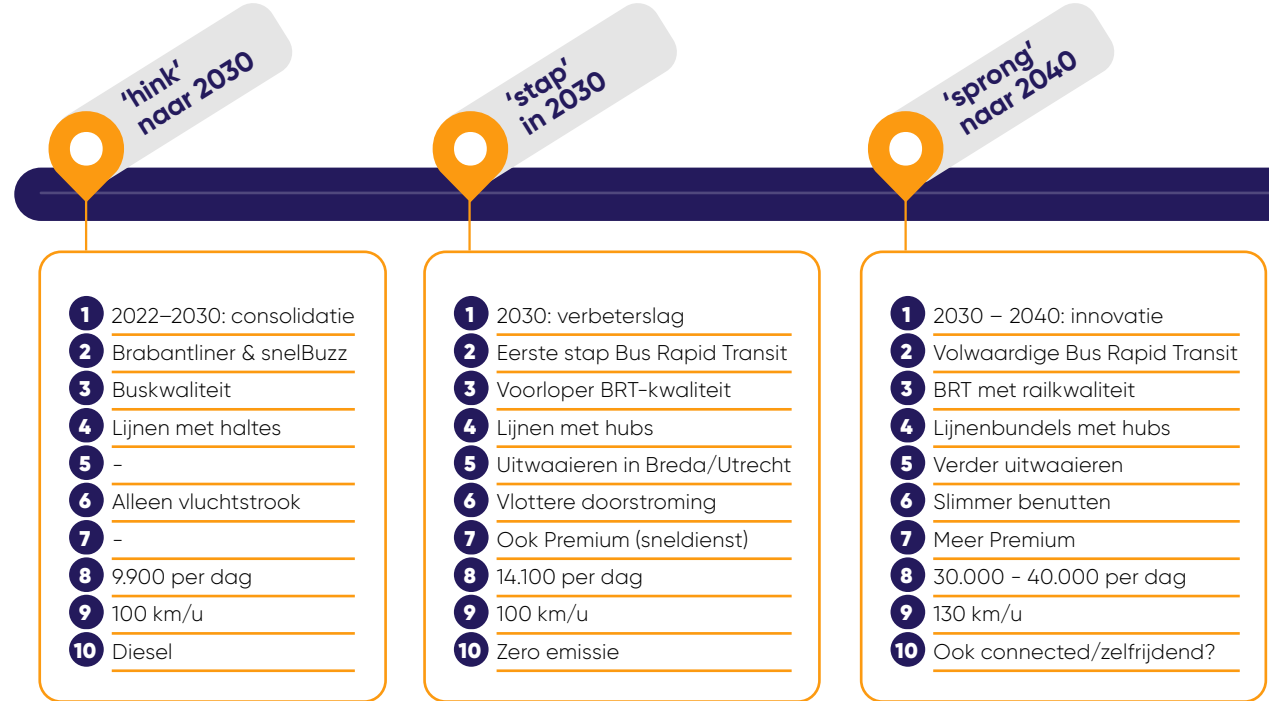 'hink'
naar 2030
'stap'
in 2030
'sprong'
naar 2040
1 2022–2030: consolidatie
2 Brabantliner & snelBuzz
3 Buskwaliteit
4 Lijnen met haltes
5 -
6 Alleen vluchtstrook
7 -
8 9.900 per dag
9 100 km/u
10 Diesel
1 2030: verbeterslag
2 Eerste stap Bus Rapid Transit
3 Voorloper BRT-kwaliteit
4 Lijnen met hubs
5 Uitwaaieren in Breda/Utrecht
6 Vlottere doorstroming
7 Ook Premium (sneldienst)
8 14.100 per dag
9 100 km/u
10 Zero emissie
1 2030 – 2040: innovatie
2 Volwaardige Bus Rapid Transit
3 BRT met railkwaliteit
4 Lijnenbundels met hubs
5 Verder uitwaaieren
6 Slimmer benutten
7 Meer Premium
8 30.000 - 40.000 per dag
9 130 km/u
10 Ook connected/zelfrijdend?